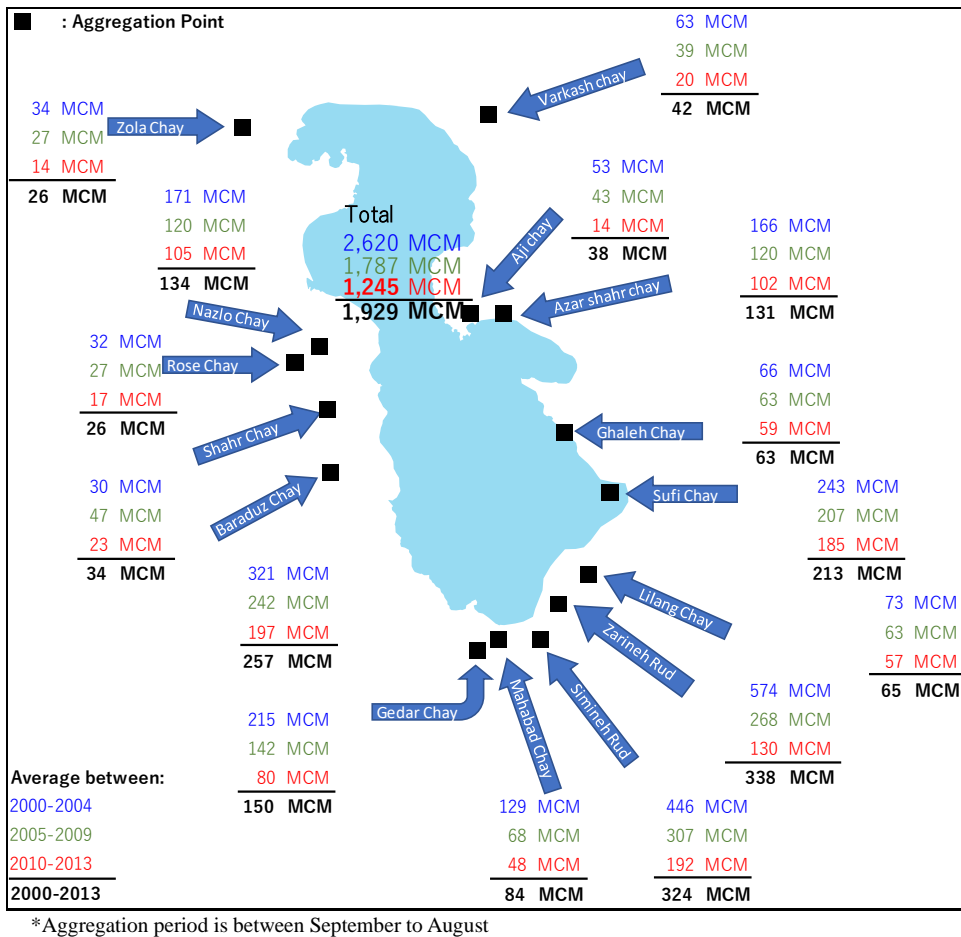 : Aggregation Point
63 MCM
39 MCM
20 MCM
42 MCM
Varkash chay
34 MCM
27 MCM
14 MCM
26 MCM
Zola Chay
171 MCM
120 MCM
105 MCM
134 MCM
Nazlo Chay
Total
2,620 MCM
1,787 MCM
1,245 MCM
1,929 MCM
53 MCM
43 MCM
14 MCM
38 MCM
Aji chay
166 MCM
120 MCM
102 MCM
131 MCM
Azar shahr chay
32 MCM
27 MCM
17 MCM
26 MCM
Rose Chay
66 MCM
63 MCM
59 MCM
63 MCM
Ghaleh Chay
Shahr Chay
30 MCM
47 MCM
23 MCM
34 MCM
Baraduz Chay
243 MCM
207 MCM
185 MCM
213 MCM
Sufi Chay
321 MCM
242 MCM
197 MCM
257 MCM
73 MCM
63 MCM
57 MCM
65 MCM
Lilang Chay
Zarineh Rud
574 MCM
268 MCM
130 MCM
338 MCM
215 MCM
142 MCM
80 MCM
150 MCM
Gedar Chay
Mahabad Chay
Simineh Rud
129 MCM
68 MCM
48 MCM
84 MCM
446 MCM
307 MCM
192 MCM
324 MCM
Average between:
2000-2004
2005-2009
2010-2013
2000-2013
*Aggregation period is between September to August